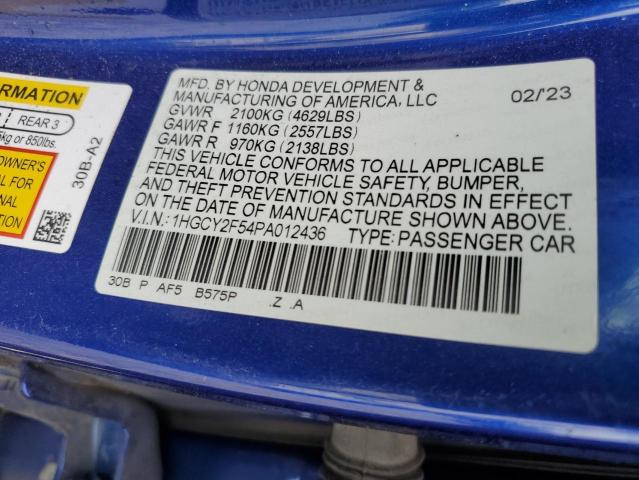 ORMATION
REAR 3
kg or 850lbs.
OWNER'S
AL FOR
ONAL
30B-A2
MFD. BY HONDA DEVELOPMENT &
MANUFACTURING OF AMERICA, LLC 02/'23
GVWR 2100KG (4629LBS)
GAWR F 1160KG (2557LBS)
GAWR R 970KG (2138LBS)
THIS VEHICLE CONFORMS TO ALL APPLICABLE
FEDERAL MOTOR VEHICLE SAFETY, BUMPER,
AND THEFT PREVENTION STANDARDS IN EFFECT
ON THE DATE OF MANUFACTURE SHOWN ABOVE.
V.I.N.: 1HGCY2F54PA012436 TYPE: PASSENGER CAR
30B P AF5 B575P .Z .A